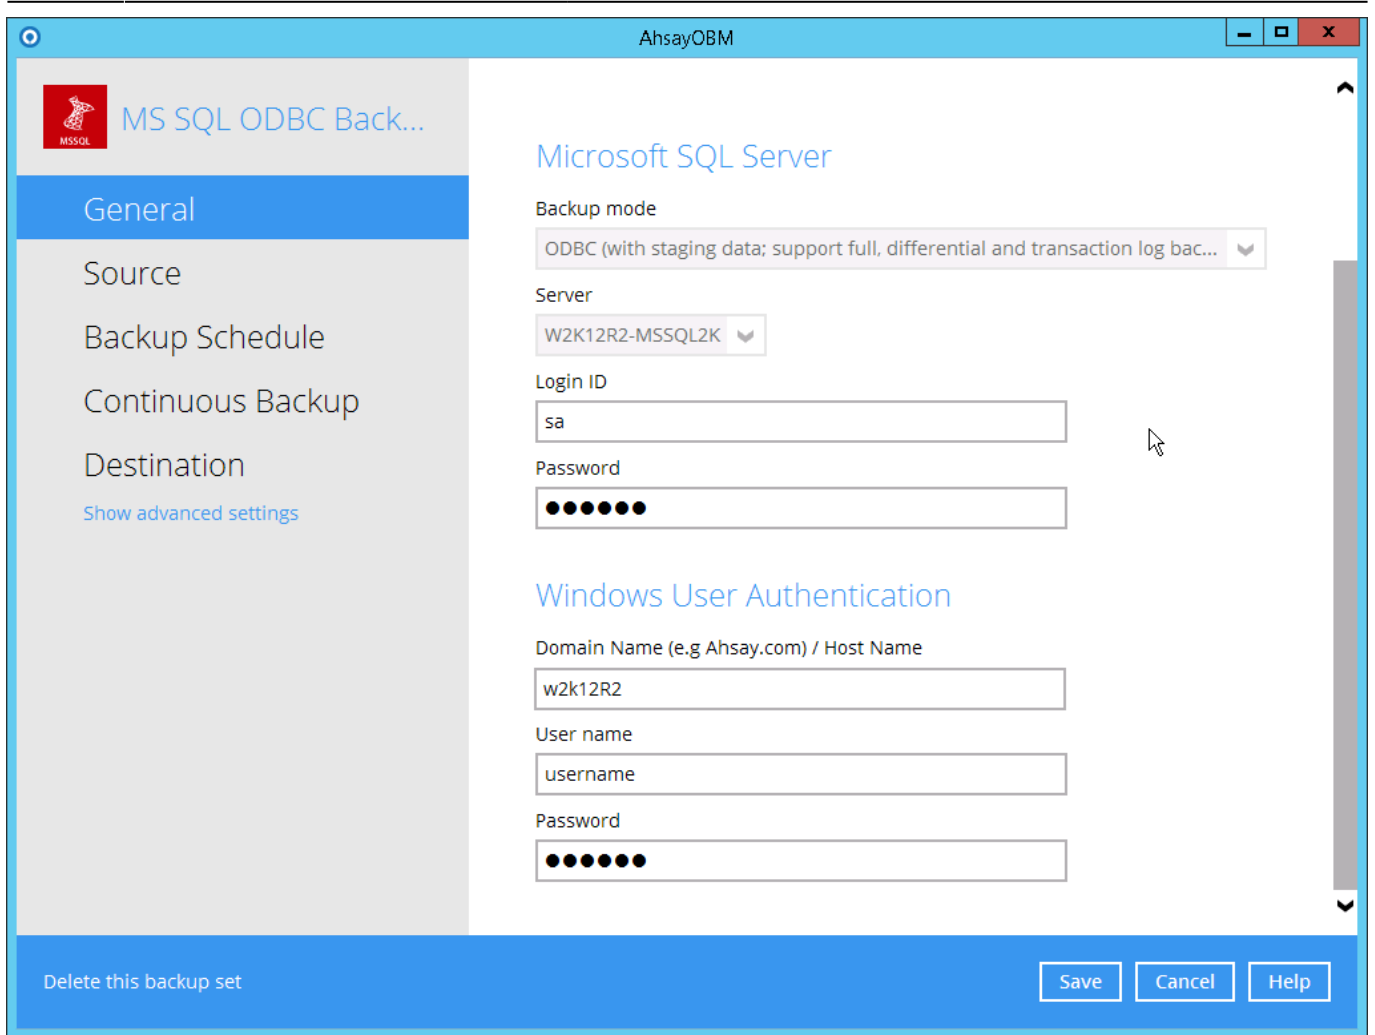 AhsayOBM
MSSQL
MS SQL ODBC Back...
General
Source
Backup Schedule
Continuous Backup
Destination
Show advanced settings
Microsoft SQL Server
Backup mode
ODBC (with staging data; support full, differential and transaction log bac...
Server
W2K12R2-MSSQL2K
Login ID
sa
Password
●●●●●●
Windows User Authentication
Domain Name (e.g Ahsay.com) / Host Name
w2k12R2
User name
username
Password
●●●●●●
Delete this backup set
Save
Cancel
Help